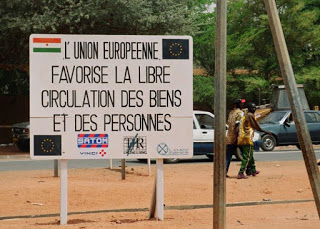 L'UNION EUROPEENNE
FAVORISE LA LIBRE
CIRCULATION DES BIENS
ET DES PERSONNES
SATOM
VINCI